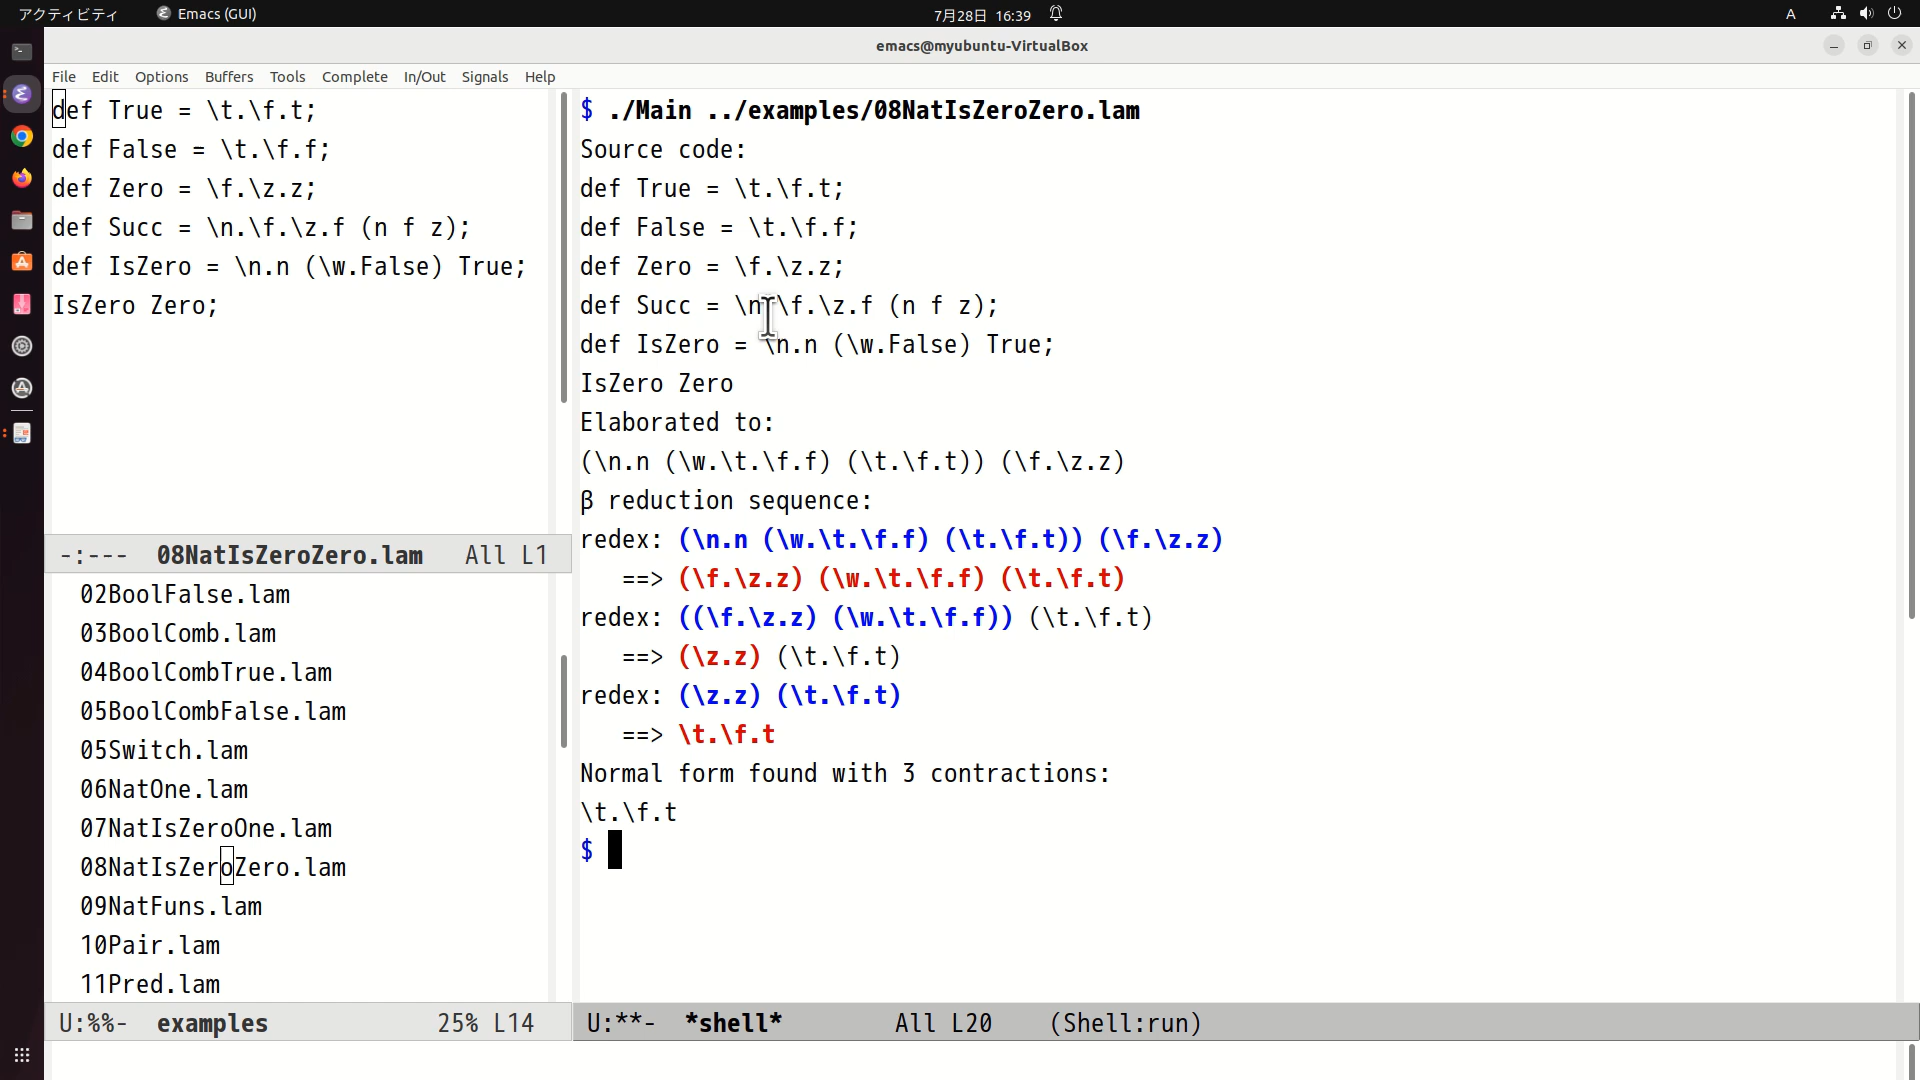 アクティビティ Emacs (GUI) 7月28日 16:39 A
emacs@myubuntu-VirtualBox
File Edit Options Buffers Tools Complete In/Out Signals Help
def True = \t.\f.t;
def False = \t.\f.f;
def Zero = \f.\z.z;
def Succ = \n.\f.\z.f (n f z);
def IsZero = \n.n (\w.False) True;
IsZero Zero;
-:--- 08NatIsZeroZero.lam All L1
02BoolFalse.lam
03BoolComb.lam
04BoolCombTrue.lam
05BoolCombFalse.lam
05Switch.lam
06NatOne.lam
07NatIsZeroOne.lam
08NatIsZeroZero.lam
09NatFuns.lam
10Pair.lam
11Pred.lam
U:%%- examples 25% L14
$ ./Main ../examples/08NatIsZeroZero.lam
Source code:
def True = \t.\f.t;
def False = \t.\f.f;
def Zero = \f.\z.z;
def Succ = \n.\f.\z.f (n f z);
def IsZero = \n.n (\w.False) True;
IsZero Zero
Elaborated to:
(\n.n (\w.\t.\f.f) (\t.\f.t)) (\f.\z.z)
β reduction sequence:
redex: (\n.n (\w.\t.\f.f) (\t.\f.t)) (\f.\z.z)
==> (\f.\z.z) (\w.\t.\f.f) (\t.\f.t)
redex: ((\f.\z.z) (\w.\t.\f.f)) (\t.\f.t)
==> (\z.z) (\t.\f.t)
redex: (\z.z) (\t.\f.t)
==> \t.\f.t
Normal form found with 3 contractions:
\t.\f.t
$
U:**- *shell* All L20 (Shell:run)